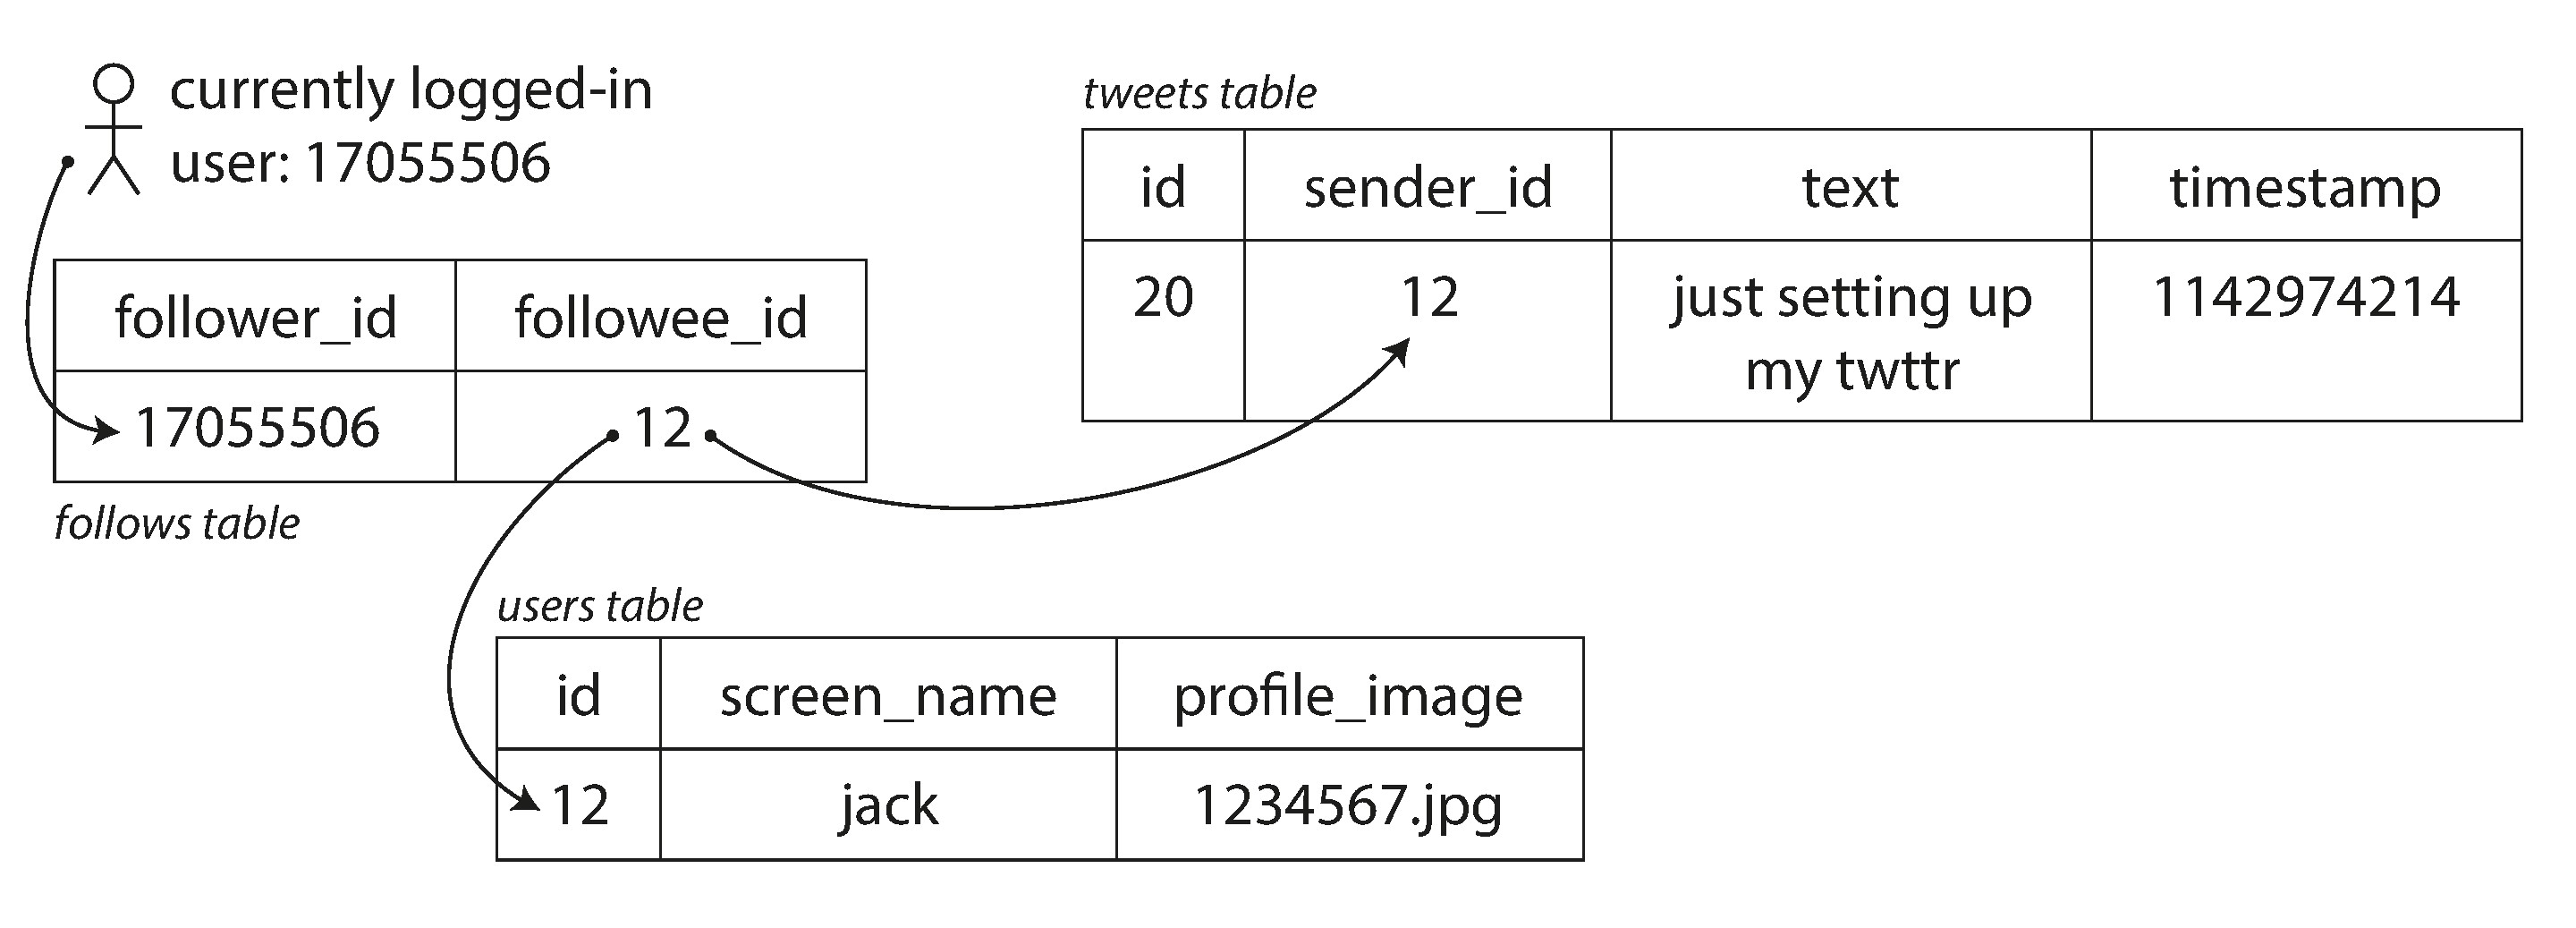 currently logged-in
user: 17055506
follower_id followee_id
17055506 12
follows table
tweets table
id sender_id text timestamp
20 12 just setting up 1142974214
my twttr
users table
id screen_name profile_image
12 jack 1234567.jpg